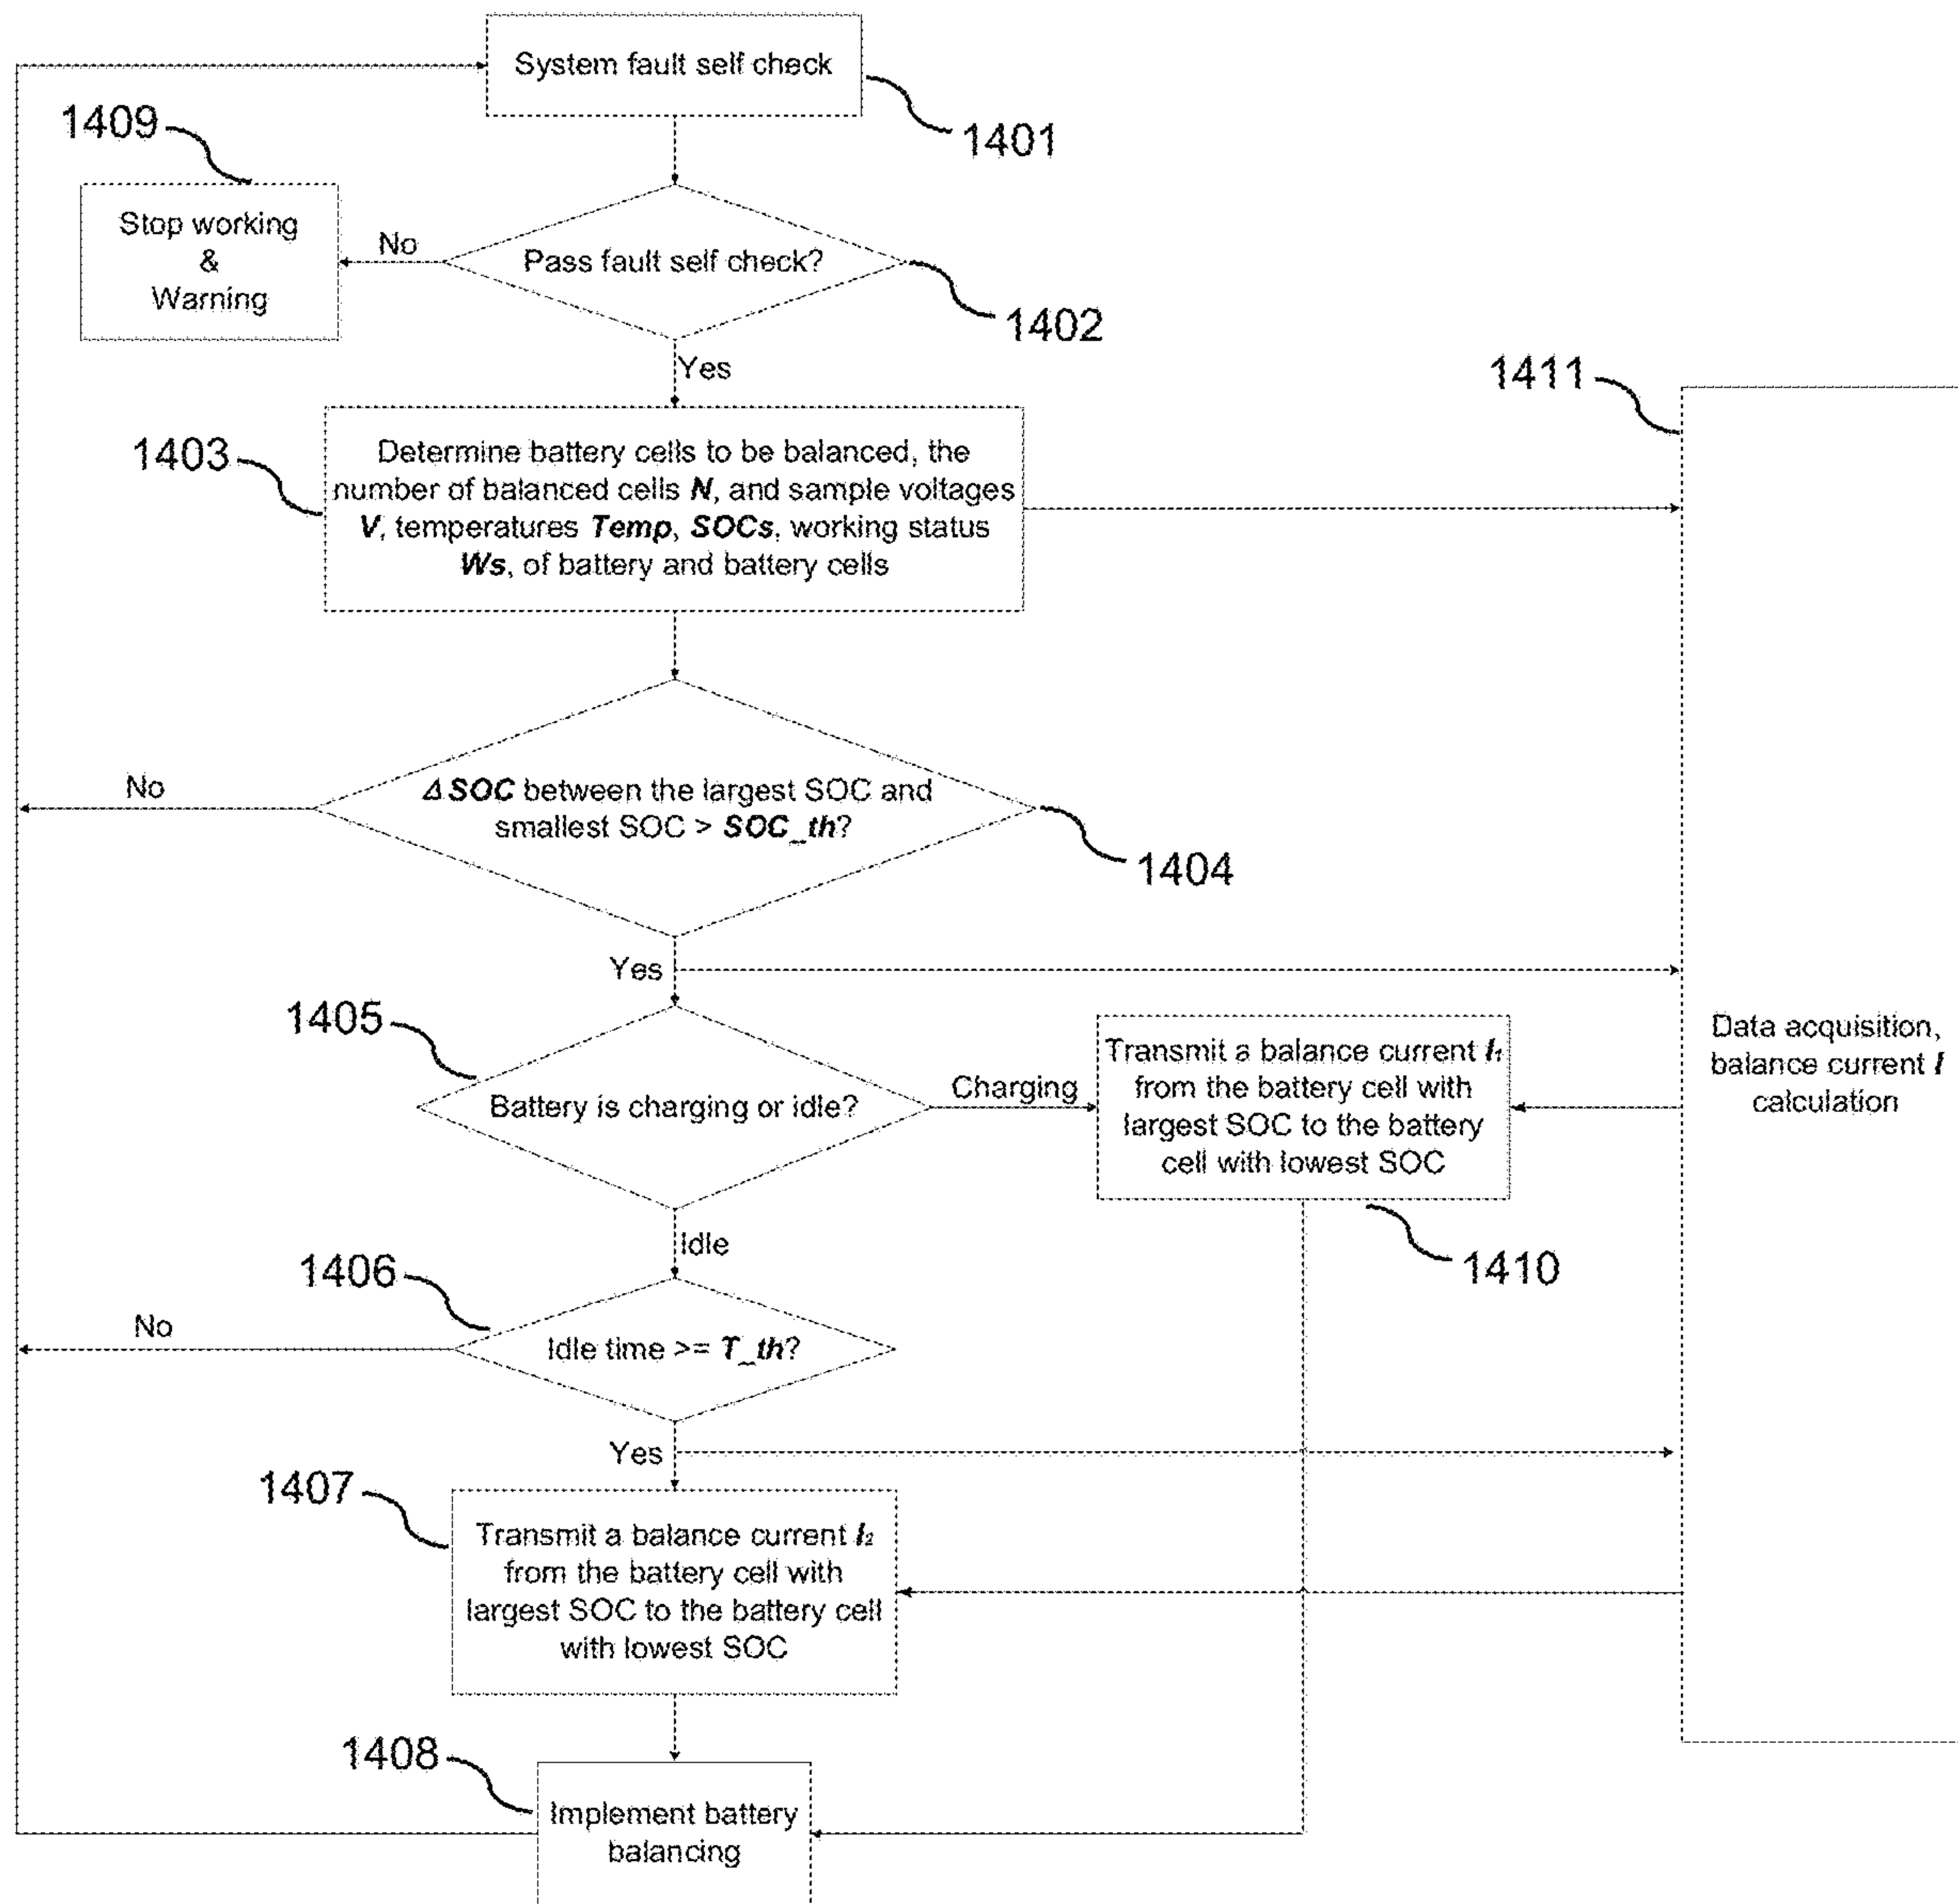 System fault self check
1401
1409
Stop working
&
Warning
No
Pass fault self check?
1402
Yes
1403
Determine battery cells to be balanced, the
number of balanced cells N, and sample voltages
V, temperatures Temp, SOCs, working status
Ws, of battery and battery cells
1411
No
ΔSOC between the largest SOC and
smallest SOC > SOC_th?
1404
Yes
1405
Battery is charging or idle?
Charging
Transmit a balance current I₁
from the battery cell with
largest SOC to the battery
cell with lowest SOC
1410
Data acquisition,
balance current I
calculation
Idle
1406
No
Idle time >= T_th?
Yes
1407
Transmit a balance current I₂
from the battery cell with
largest SOC to the battery cell
with lowest SOC
1408
Implement battery
balancing